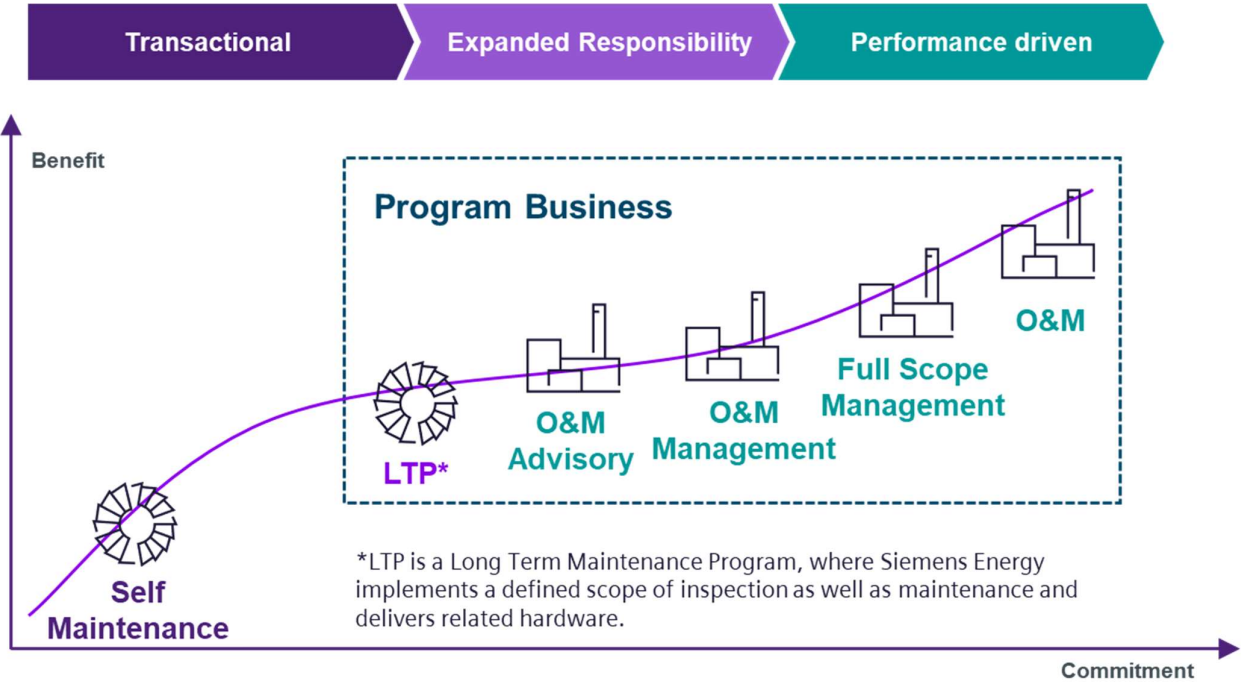 Transactional
Expanded Responsibility
Performance driven
Benefit
Program Business
O&M
Full Scope
Management
O&M
Management
O&M
Advisory
LTP*
Self
Maintenance
*LTP is a Long Term Maintenance Program, where Siemens Energy
implements a defined scope of inspection as well as maintenance and
delivers related hardware.
Commitment